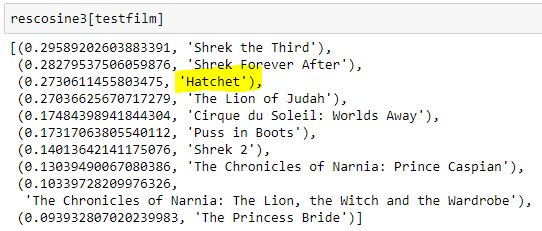 rescosine3[testfilm]
[(0.29589202603883391, 'Shrek the Third'),
(0.28279537506059876, 'Shrek Forever After'),
(0.2730611455803475, 'Hatchet'),
(0.27036625670717279, 'The Lion of Judah'),
(0.17484398941844304, 'Cirque du Soleil: Worlds Away'),
(0.17317063805540112, 'Puss in Boots'),
(0.14013642141175076, 'Shrek 2'),
(0.13039490067080386, 'The Chronicles of Narnia: Prince Caspian'),
(0.10339728209976326,
'The Chronicles of Narnia: The Lion, the Witch and the Wardrobe'),
(0.093932807020239983, 'The Princess Bride')]